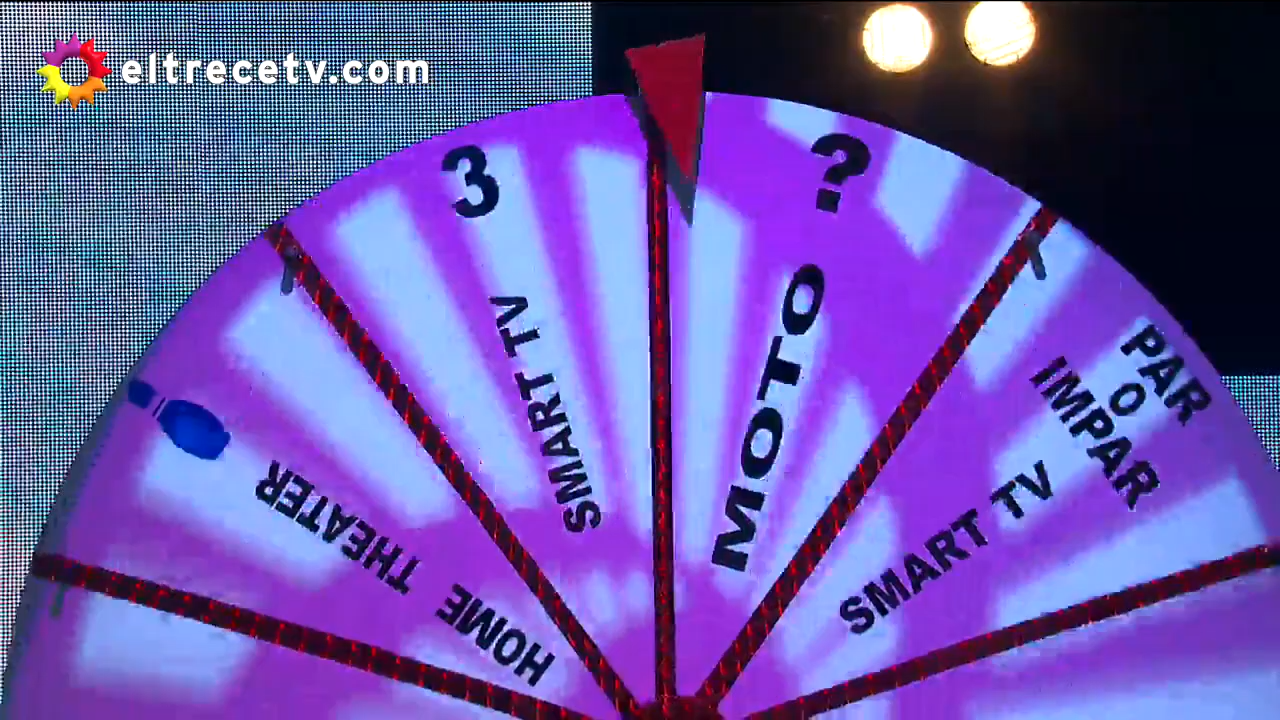 eltrecetv.com
3
SMART TV
?
MOTO
PAR
O
IMPAR
SMART TV
HOME THEATER